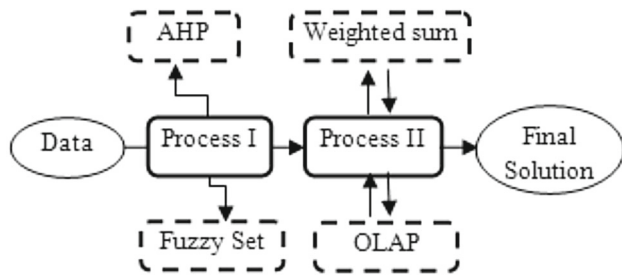 AHP
Weighted sum
Data
Process I
Process II
Final
Solution
Fuzzy Set
OLAP